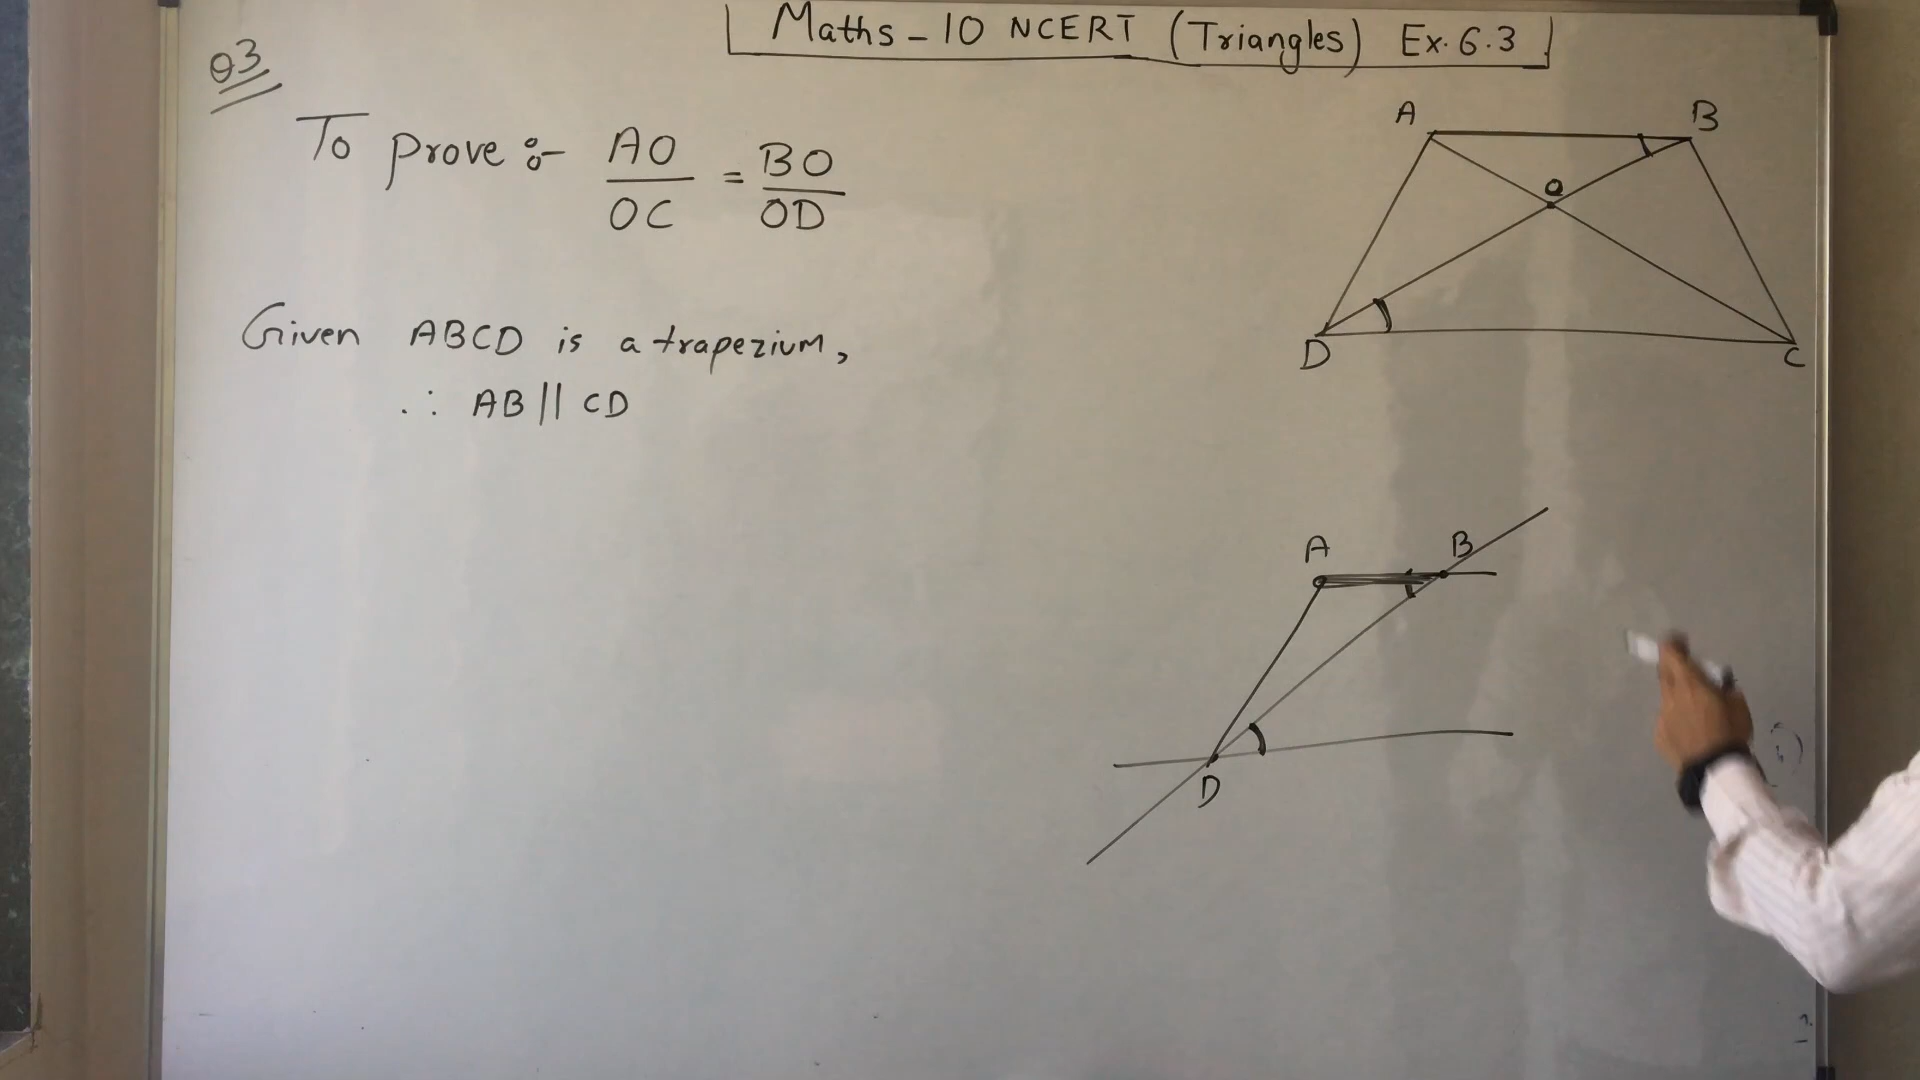 Maths - 10 NCERT (Triangles) Ex. 6.3
Q3
To prove :- AO/OC = BO/OD
Given ABCD is a trapezium,
∴ AB || CD
A B
O
D C
A B
D